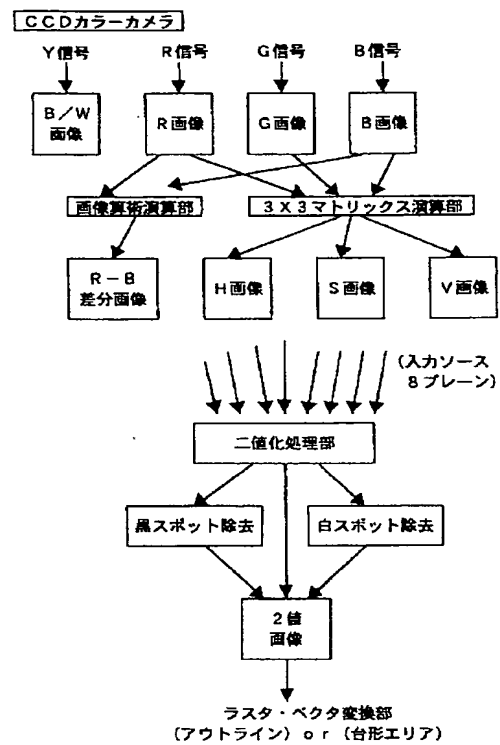 CCDカラーカメラ
Y信号 R信号 G信号 B信号
B/W
画像
R画像
G画像
B画像
画像算術演算部
3X3マトリックス演算部
R-B
差分画像
H画像
S画像
V画像
(入力ソース
8プレーン)
二値化処理部
黒スポット除去
白スポット除去
2値
画像
ラスタ・ベクタ変換部
(アウトライン) or (台形エリア)